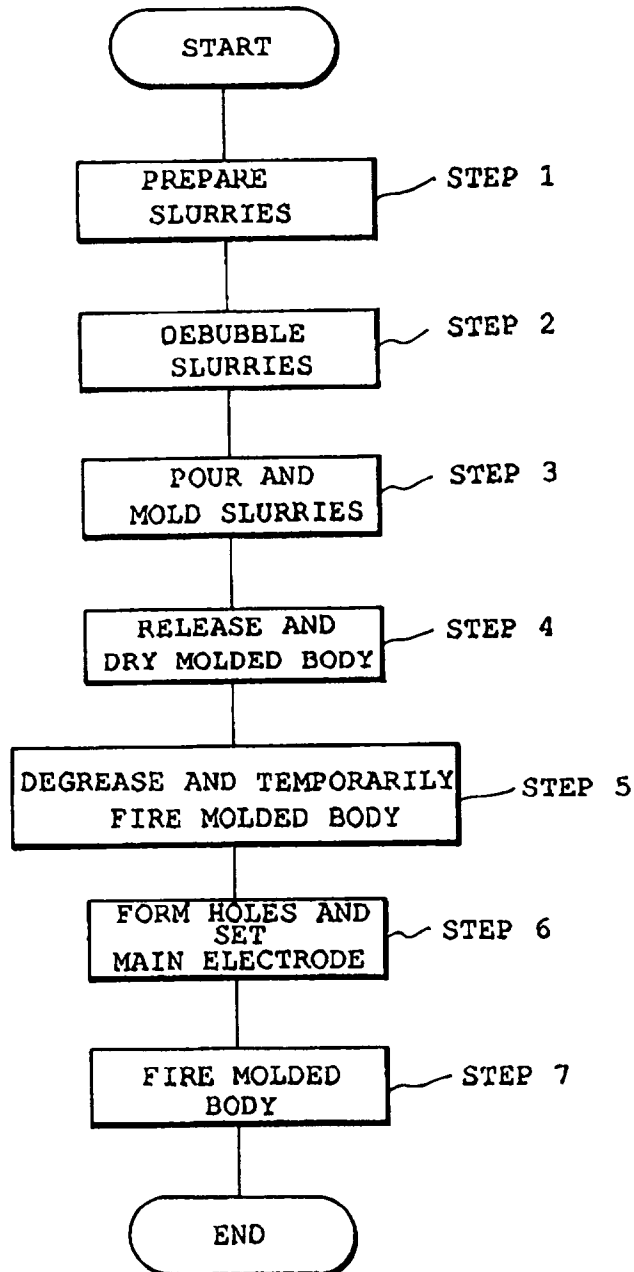 START
PREPARE
SLURRIES
STEP 1
DEBUBBLE
SLURRIES
STEP 2
POUR AND
MOLD SLURRIES
STEP 3
RELEASE AND
DRY MOLDED BODY
STEP 4
DEGREASE AND TEMPORARILY
FIRE MOLDED BODY
STEP 5
FORM HOLES AND
SET
MAIN ELECTRODE
STEP 6
FIRE MOLDED
BODY
STEP 7
END